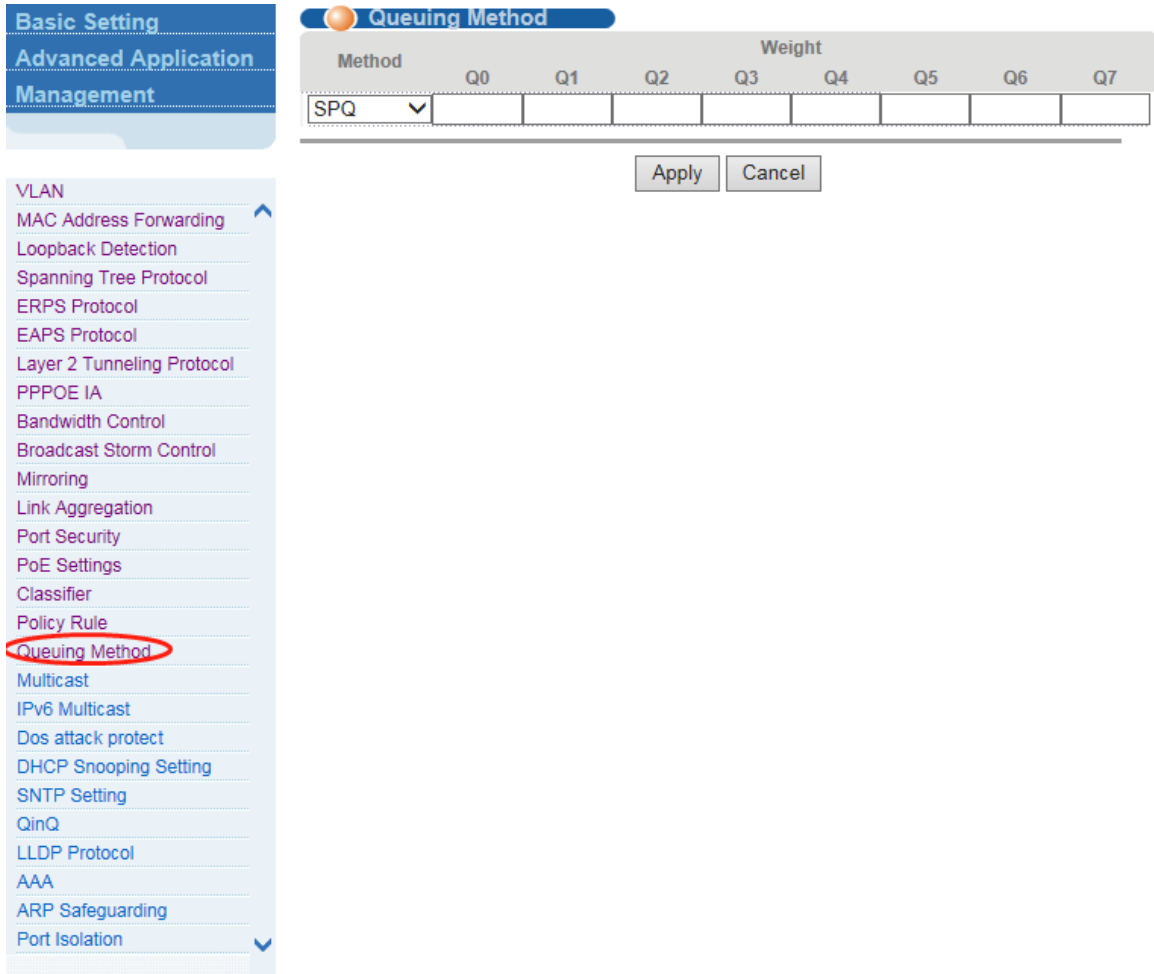 Basic Setting
Advanced Application
Management
Queuing Method
Method Weight
Q0 Q1 Q2 Q3 Q4 Q5 Q6 Q7
SPQ
Apply Cancel
VLAN
MAC Address Forwarding
Loopback Detection
Spanning Tree Protocol
ERPS Protocol
EAPS Protocol
Layer 2 Tunneling Protocol
PPPOE IA
Bandwidth Control
Broadcast Storm Control
Mirroring
Link Aggregation
Port Security
PoE Settings
Classifier
Policy Rule
Queuing Method
Multicast
IPv6 Multicast
Dos attack protect
DHCP Snooping Setting
SNTP Setting
QinQ
LLDP Protocol
AAA
ARP Safeguarding
Port Isolation